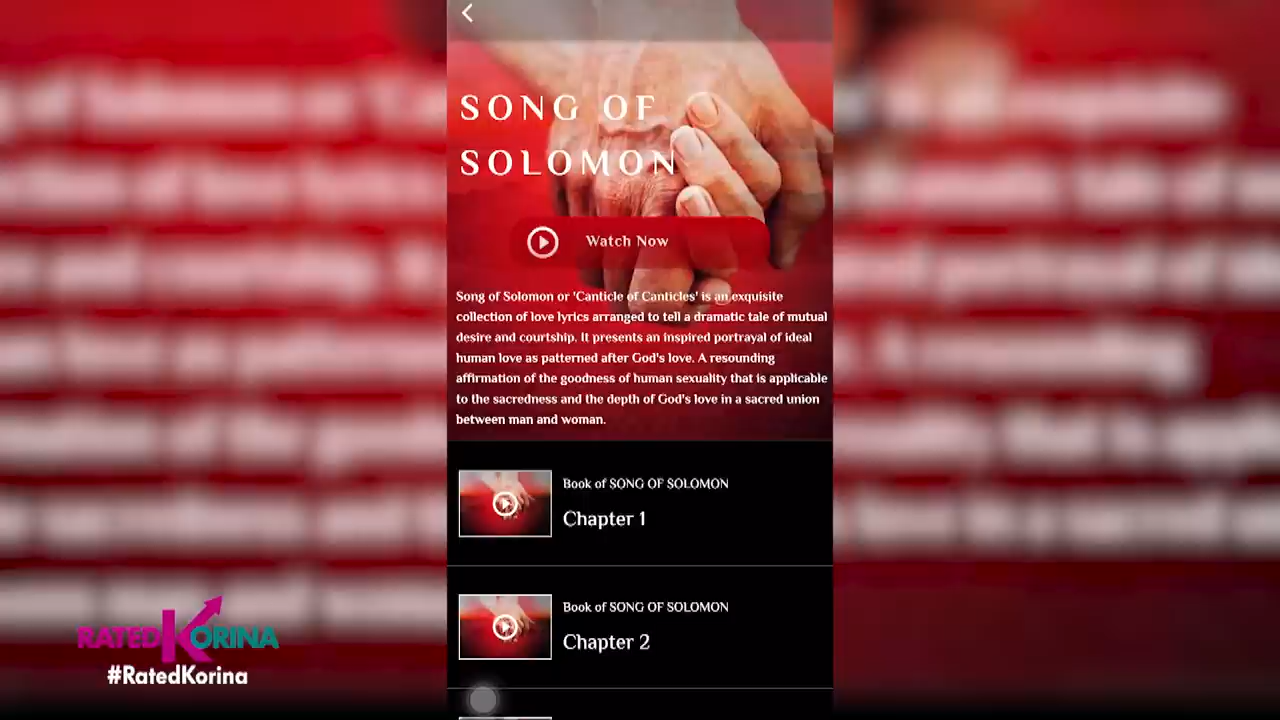 SONG OF
SOLOMON
Watch Now
Song of Solomon or 'Canticle of Canticles' is an exquisite
collection of love lyrics arranged to tell a dramatic tale of mutual
desire and courtship. It presents an inspired portrayal of ideal
human love as patterned after God's love. A resounding
affirmation of the goodness of human sexuality that is applicable
to the sacredness and the depth of God's love in a sacred union
between man and woman.
Book of SONG OF SOLOMON
Chapter 1
Book of SONG OF SOLOMON
Chapter 2
RATED KORINA
#RatedKorina